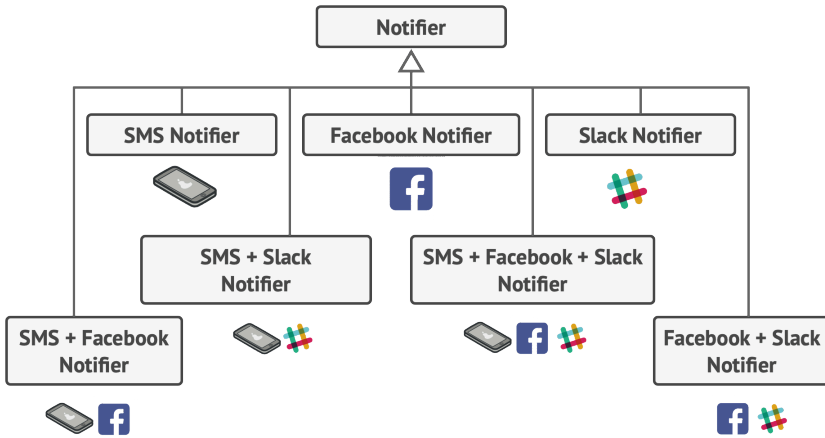 Notifier
SMS Notifier
Facebook Notifier
Slack Notifier
SMS + Slack
Notifier
SMS + Facebook + Slack
Notifier
SMS + Facebook
Notifier
Facebook + Slack
Notifier